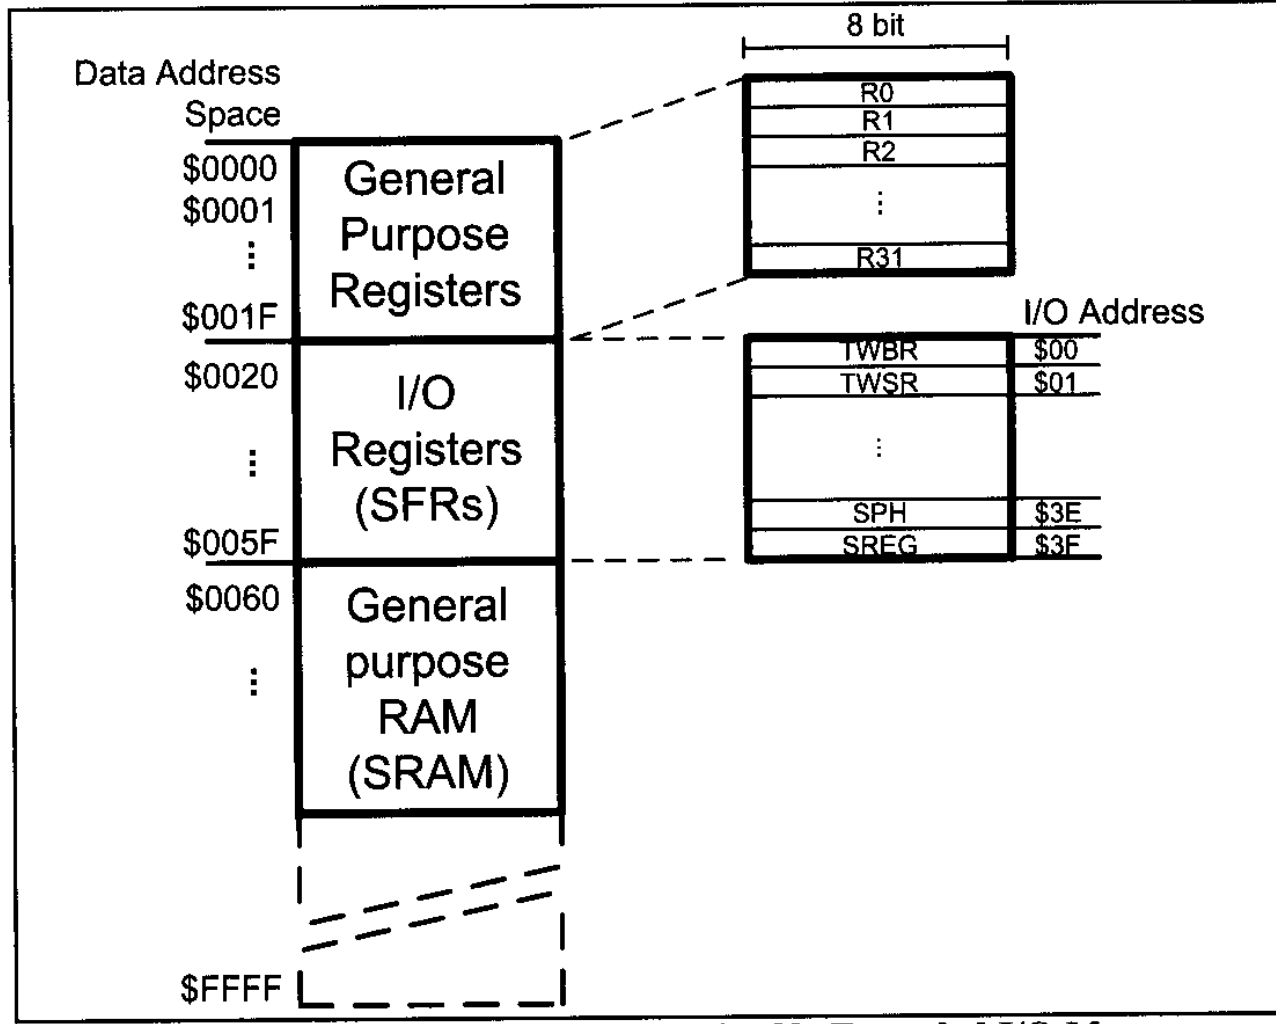 8 bit
Data Address
Space
$0000
$0001
⋮
$001F
$0020
⋮
$005F
$0060
⋮
$FFFF
General
Purpose
Registers
I/O
Registers
(SFRs)
General
purpose
RAM
(SRAM)
R0
R1
R2
⋮
R31
I/O Address
TWBR $00
TWSR $01
⋮
SPH $3E
SREG $3F